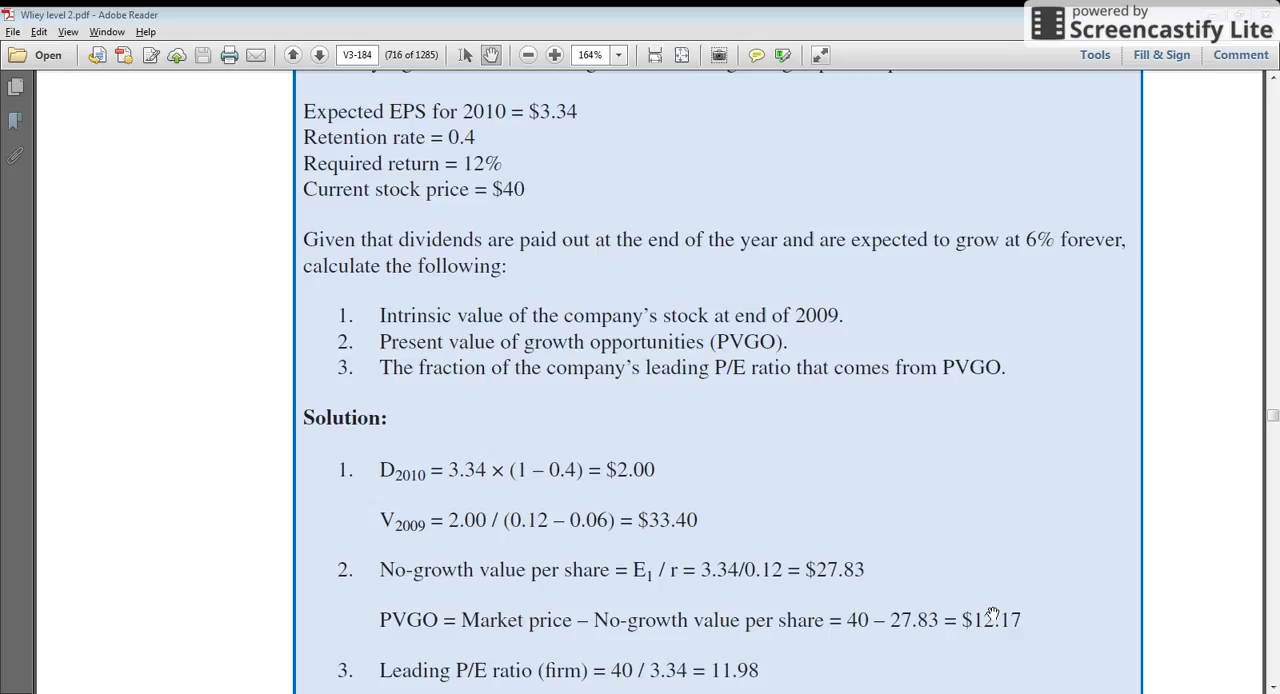 Wliey level 2.pdf - Adobe Reader
powered by
Screencastify Lite
File Edit View Window Help
Open V3-184 (716 of 1285) 164% Tools Fill & Sign Comment
Expected EPS for 2010 = $3.34
Retention rate = 0.4
Required return = 12%
Current stock price = $40
Given that dividends are paid out at the end of the year and are expected to grow at 6% forever,
calculate the following:
1. Intrinsic value of the company’s stock at end of 2009.
2. Present value of growth opportunities (PVGO).
3. The fraction of the company’s leading P/E ratio that comes from PVGO.
Solution:
1. D2010 = 3.34 × (1 – 0.4) = $2.00
V2009 = 2.00 / (0.12 – 0.06) = $33.40
2. No-growth value per share = E1 / r = 3.34/0.12 = $27.83
PVGO = Market price – No-growth value per share = 40 – 27.83 = $12.17
3. Leading P/E ratio (firm) = 40 / 3.34 = 11.98